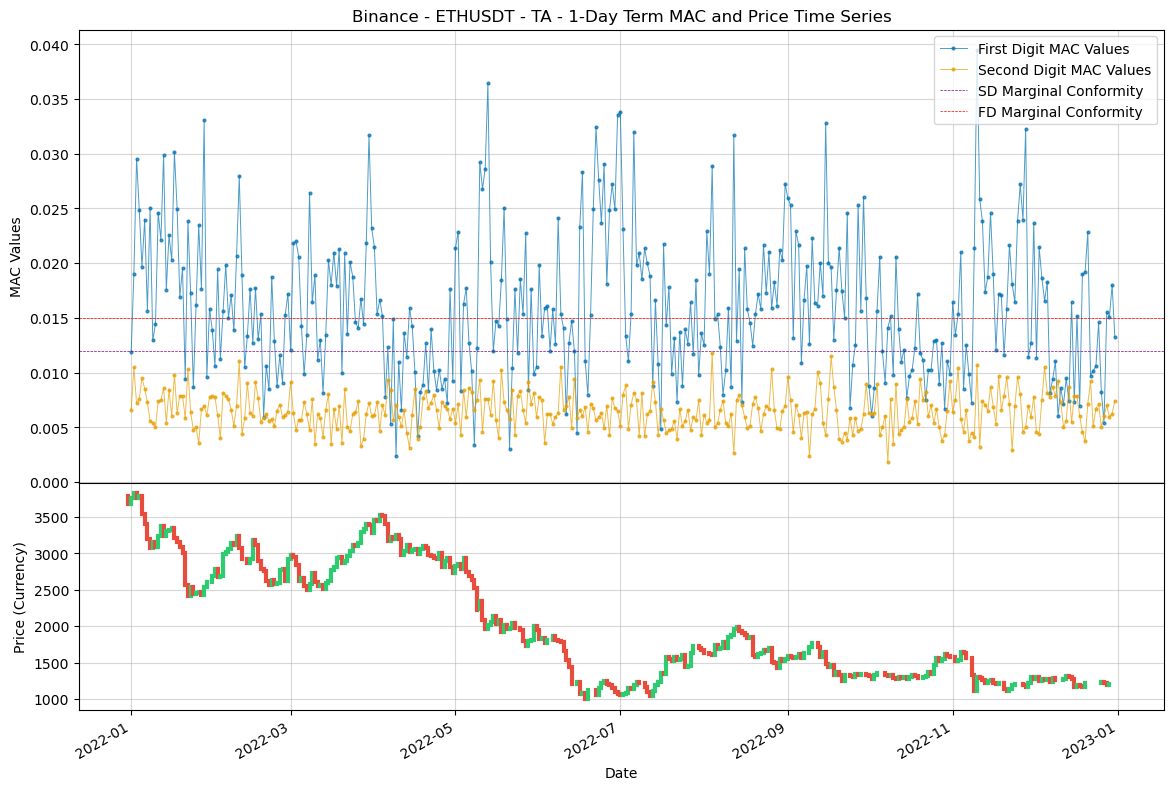 Binance - ETHUSDT - TA - 1-Day Term MAC and Price Time Series
First Digit MAC Values
Second Digit MAC Values
SD Marginal Conformity
FD Marginal Conformity
MAC Values
0.040
0.035
0.030
0.025
0.020
0.015
0.010
0.005
0.000
Price (Currency)
3500
3000
2500
2000
1500
1000
2022-01
2022-03
2022-05
2022-07
2022-09
2022-11
2023-01
Date